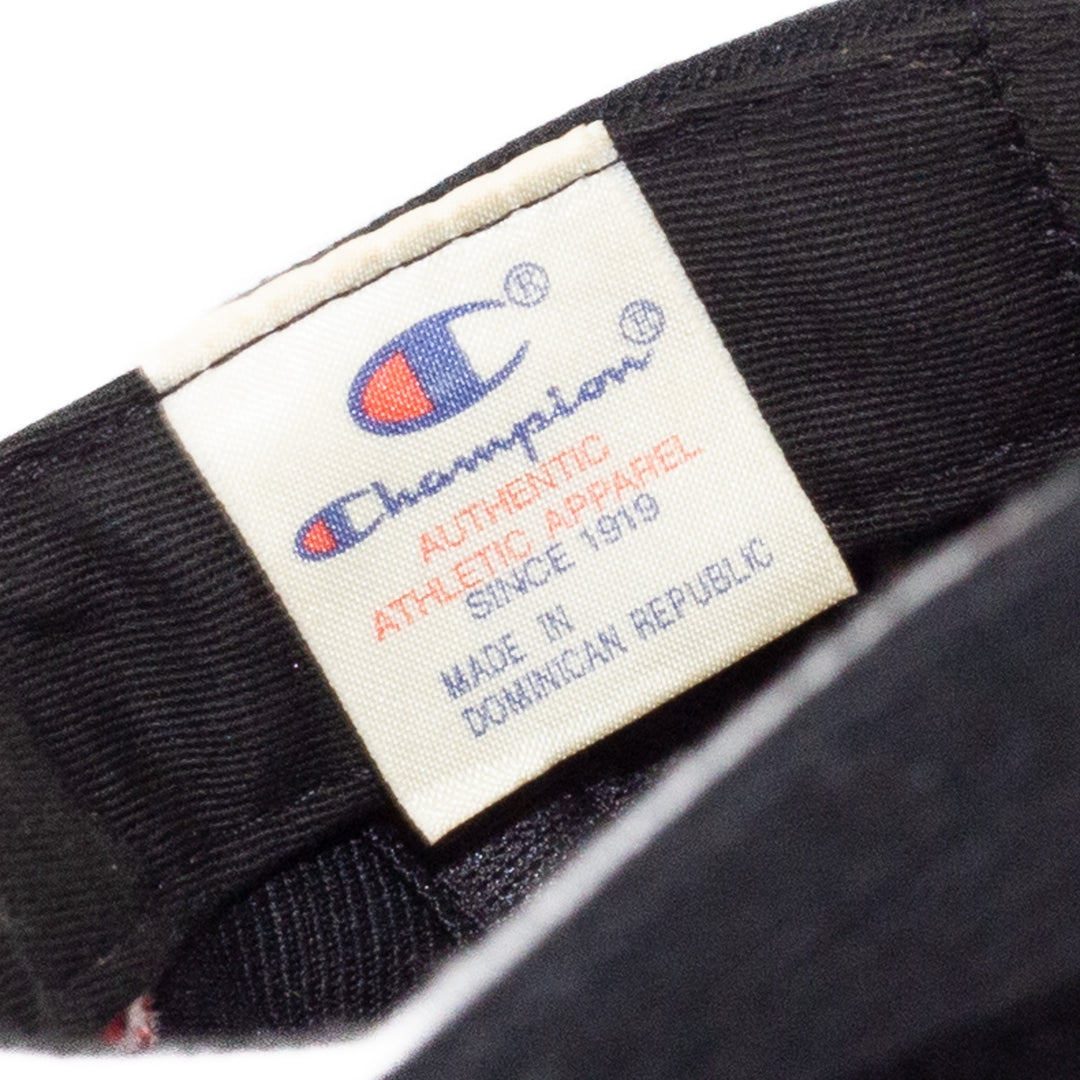 ®
Champion®
AUTHENTIC
ATHLETIC APPAREL
SINCE 1919
MADE IN
DOMINICAN REPUBLIC